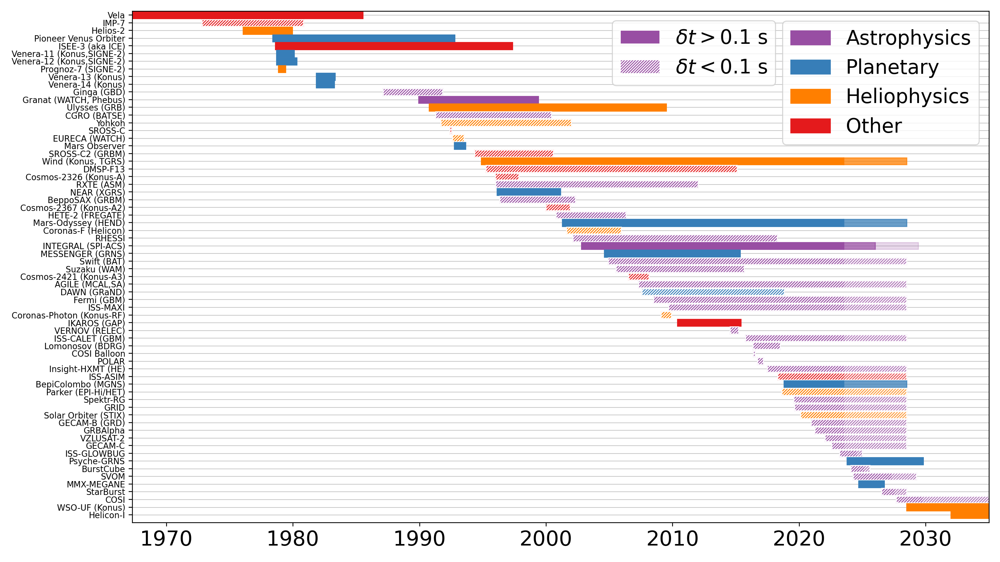 Vela
IMP-7
Helios-2
Pioneer Venus Orbiter
ISEE-3 (aka ICE)
Venera-11 (Konus,SIGNE-2)
Venera-12 (Konus,SIGNE-2)
Prognoz-7 (SIGNE-2)
Venera-13 (Konus)
Venera-14 (Konus)
Ginga (GBD)
Granat (WATCH, Phebus)
Ulysses (GRB)
CGRO (BATSE)
Yohkoh
SROSS-C
EURECA (WATCH)
Mars Observer
SROSS-C2 (GRBM)
Wind (Konus, TGRS)
DMSP-F13
Cosmos-2326 (Konus-A)
RXTE (ASM)
NEAR (XGRS)
BeppoSAX (GRBM)
Cosmos-2367 (Konus-A2)
HETE-2 (FREGATE)
Mars-Odyssey (HEND)
Coronas-F (Helicon)
RHESSI
INTEGRAL (SPI-ACS)
MESSENGER (GRNS)
Swift (BAT)
Suzaku (WAM)
Cosmos-2421 (Konus-A3)
AGILE (MCAL,SA)
DAWN (GRaND)
Fermi (GBM)
ISS-MAXI
Coronas-Photon (Konus-RF)
IKAROS (GAP)
VERNOV (RELEC)
ISS-CALET (GBM)
Lomonosov (BDRG)
COSI Balloon
POLAR
Insight-HXMT (HE)
ISS-ASIM
BepiColombo (MGNS)
Parker (EPI-Hi/HET)
Spektr-RG
GRID
Solar Orbiter (STIX)
GECAM-B (GRD)
GRBAlpha
VZLUSAT-2
GECAM-C
ISS-GLOWBUG
Psyche-GRNS
BurstCube
SVOM
MMX-MEGANE
StarBurst
COSI
WSO-UF (Konus)
Helicon-I
δt > 0.1 s
δt < 0.1 s
Astrophysics
Planetary
Heliophysics
Other
1970 1980 1990 2000 2010 2020 2030